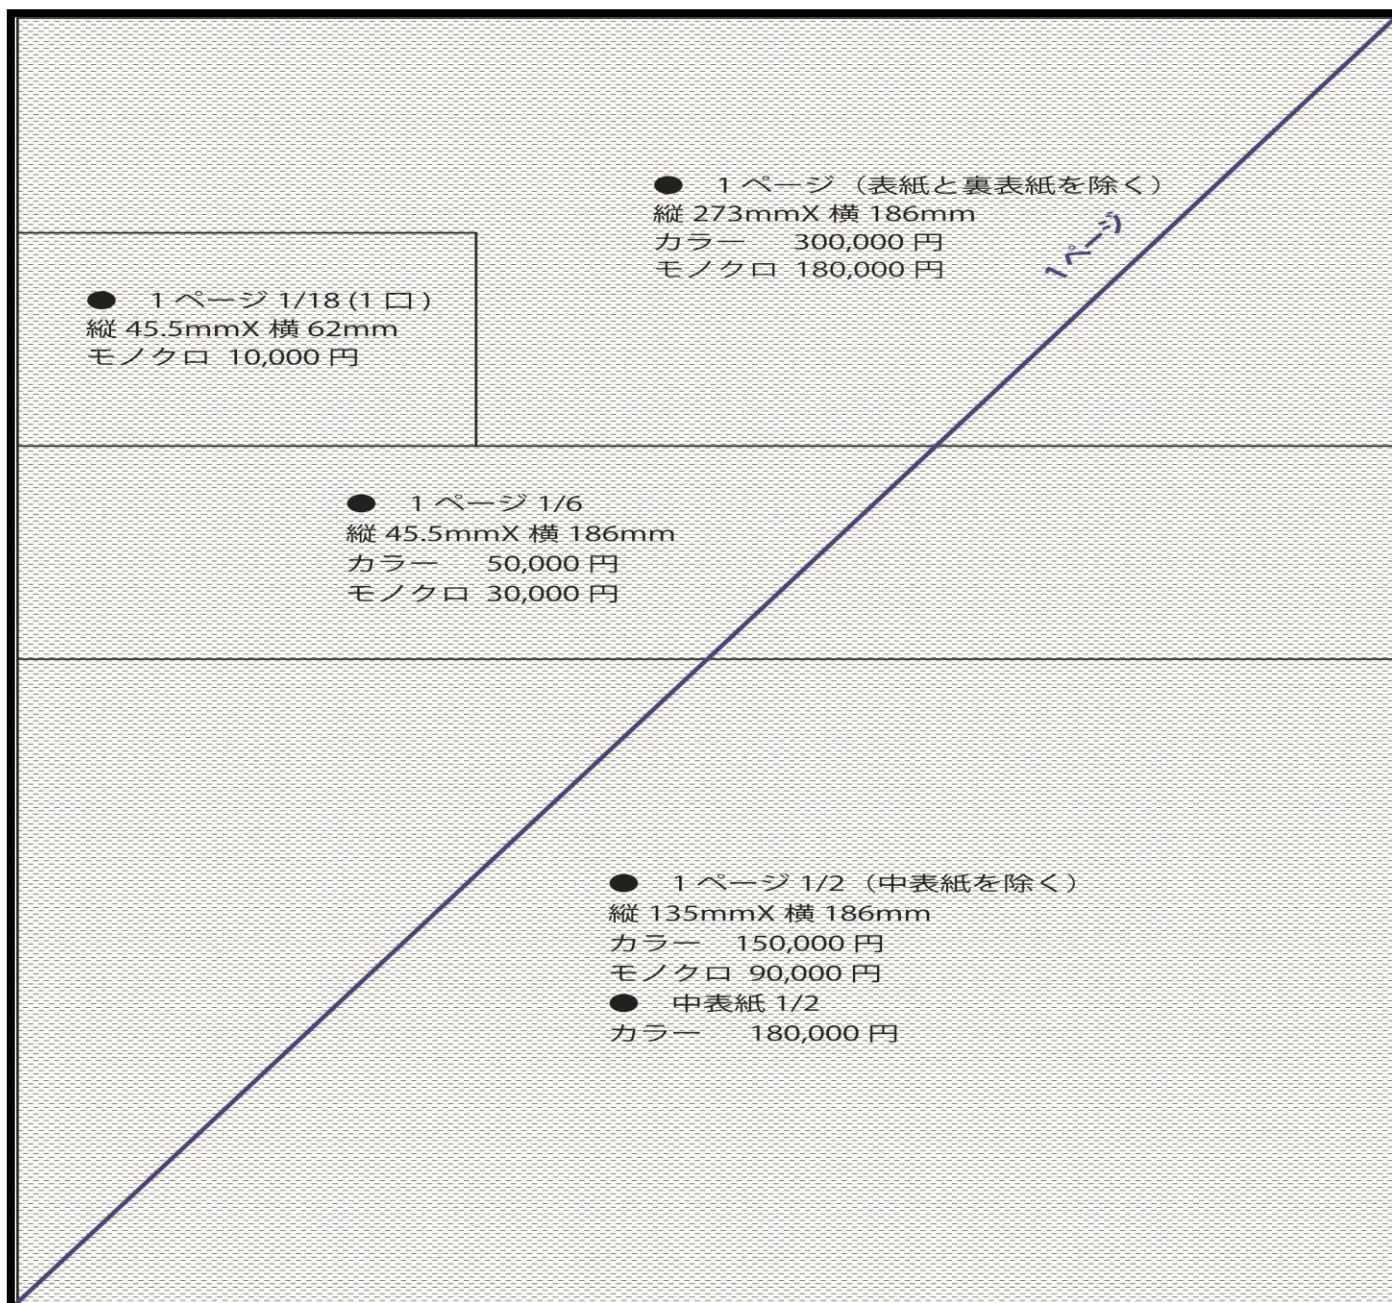 ● 1 ページ（表紙と裏表紙を除く）
縦 273mmX 横 186mm
カラー 300,000 円
モノクロ 180,000 円
1ページ
● 1 ページ 1/18 (1 口 )
縦 45.5mmX 横 62mm
モノクロ 10,000 円
● 1 ページ 1/6
縦 45.5mmX 横 186mm
カラー 50,000 円
モノクロ 30,000 円
● 1 ページ 1/2（中表紙を除く）
縦 135mmX 横 186mm
カラー 150,000 円
モノクロ 90,000 円
● 中表紙 1/2
カラー 180,000 円